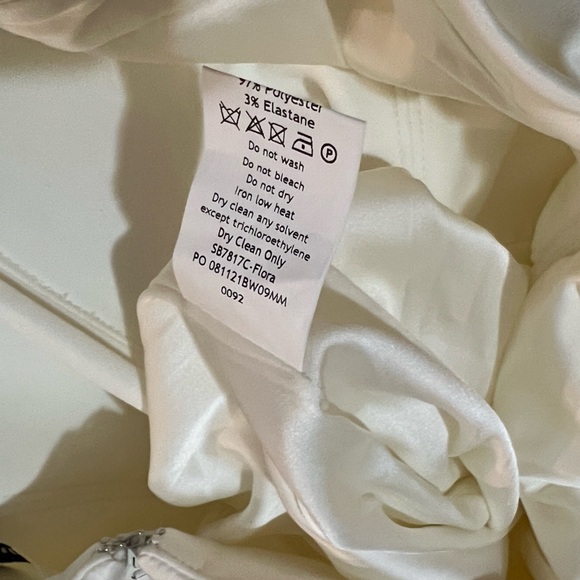 97% Polyester
3% Elastane
P
Do not wash
Do not bleach
Do not dry
Iron low heat
Dry clean any solvent
except trichloroethylene
Dry Clean Only
SB7817C-Flora
PO 081121BW09MM
0092